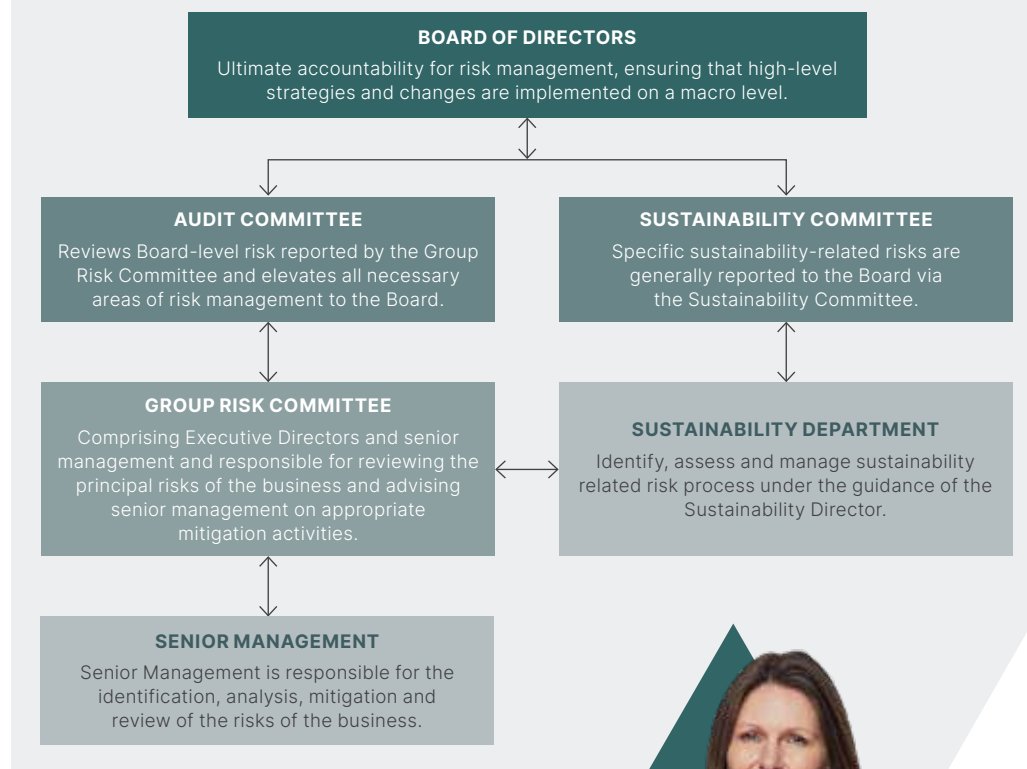 BOARD OF DIRECTORS
Ultimate accountability for risk management, ensuring that high-level
strategies and changes are implemented on a macro level.
AUDIT COMMITTEE
Reviews Board-level risk reported by the Group
Risk Committee and elevates all necessary
areas of risk management to the Board.
SUSTAINABILITY COMMITTEE
Specific sustainability-related risks are
generally reported to the Board via
the Sustainability Committee.
GROUP RISK COMMITTEE
Comprising Executive Directors and senior
management and responsible for reviewing the
principal risks of the business and advising
senior management on appropriate
mitigation activities.
SUSTAINABILITY DEPARTMENT
Identify, assess and manage sustainability
related risk process under the guidance of the
Sustainability Director.
SENIOR MANAGEMENT
Senior Management is responsible for the
identification, analysis, mitigation and
review of the risks of the business.